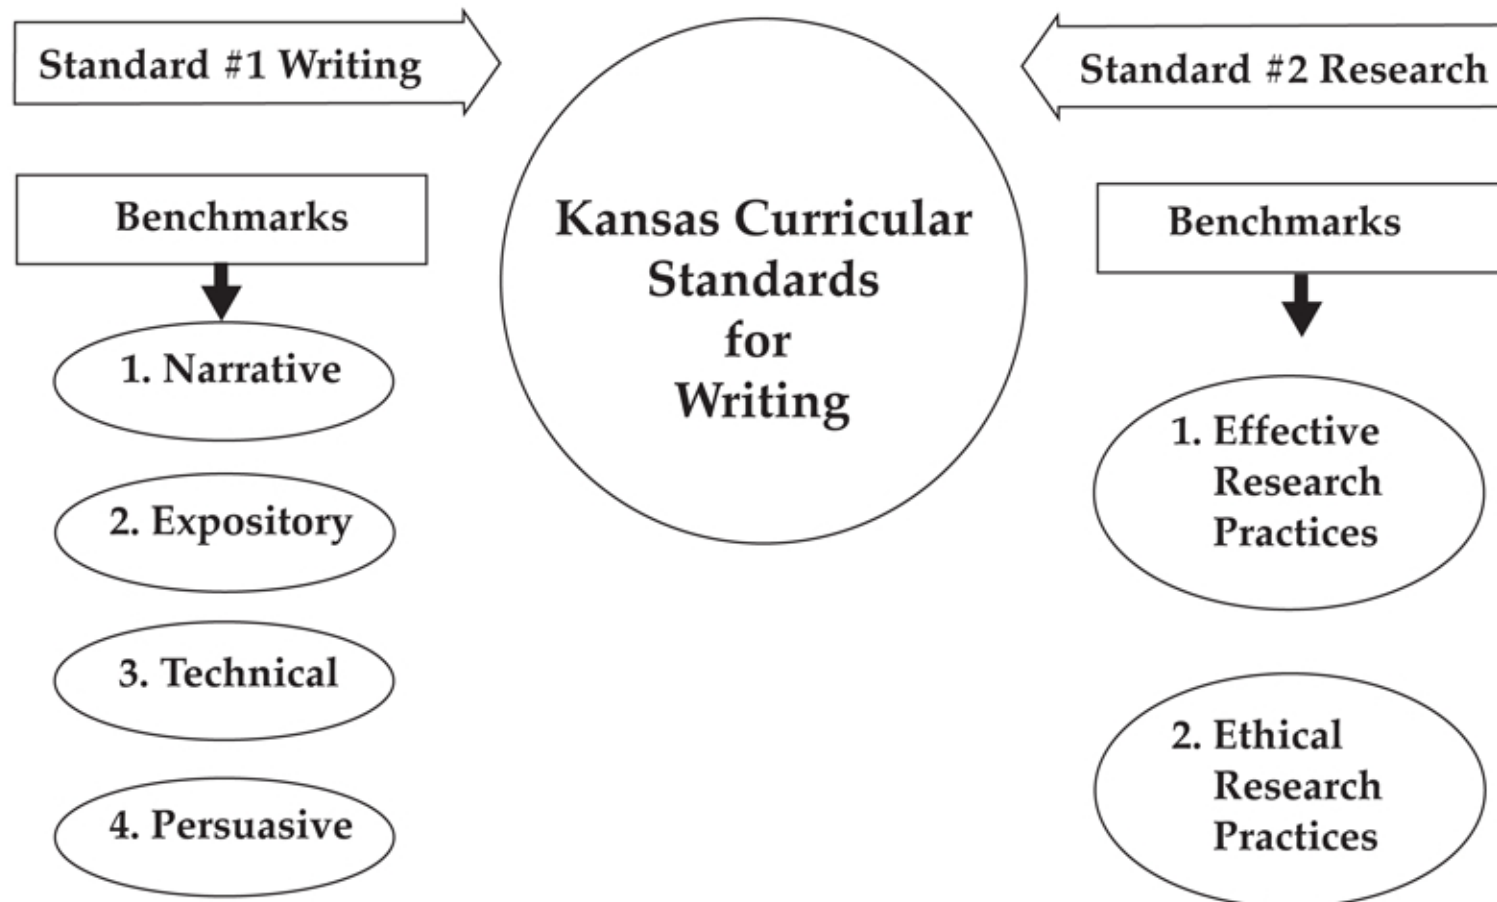 Standard #1 Writing
Benchmarks
1. Narrative
2. Expository
3. Technical
4. Persuasive
Kansas Curricular
Standards
for
Writing
Standard #2 Research
Benchmarks
1. Effective
Research
Practices
2. Ethical
Research
Practices